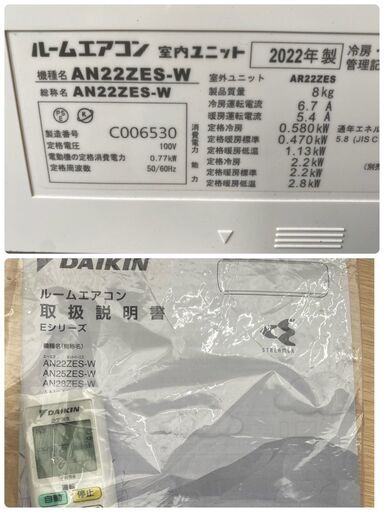 ルームエアコン 室内ユニット 2022年製 冷房・
管理記
機種名 AN22ZES-W
総称名 AN22ZES-W
室外ユニット AR22ZES
製品質量 8kg
冷房運転電流 6.7 A
暖房運転電流 5.4 A
製造番号 C006530
定格電圧 100V
電動機の定格消費電力 0.77kW
定格周波数 50/60Hz
消費電力
定格冷房 0.580kW
定格暖房標準 0.470kW
定格暖房低温 1.13kW
能力
定格冷房 2.2kW
定格暖房標準 2.2kW
定格暖房低温 2.8kW
通年エネル
5.8 (JIS C
DAIKIN
ルームエアコン
取扱説明書
Eシリーズ
機種名(総称名)
AN22ZES-W
AN25ZES-W
AN28ZES-W
STREAMER
DAIKIN
運転
自動 停止